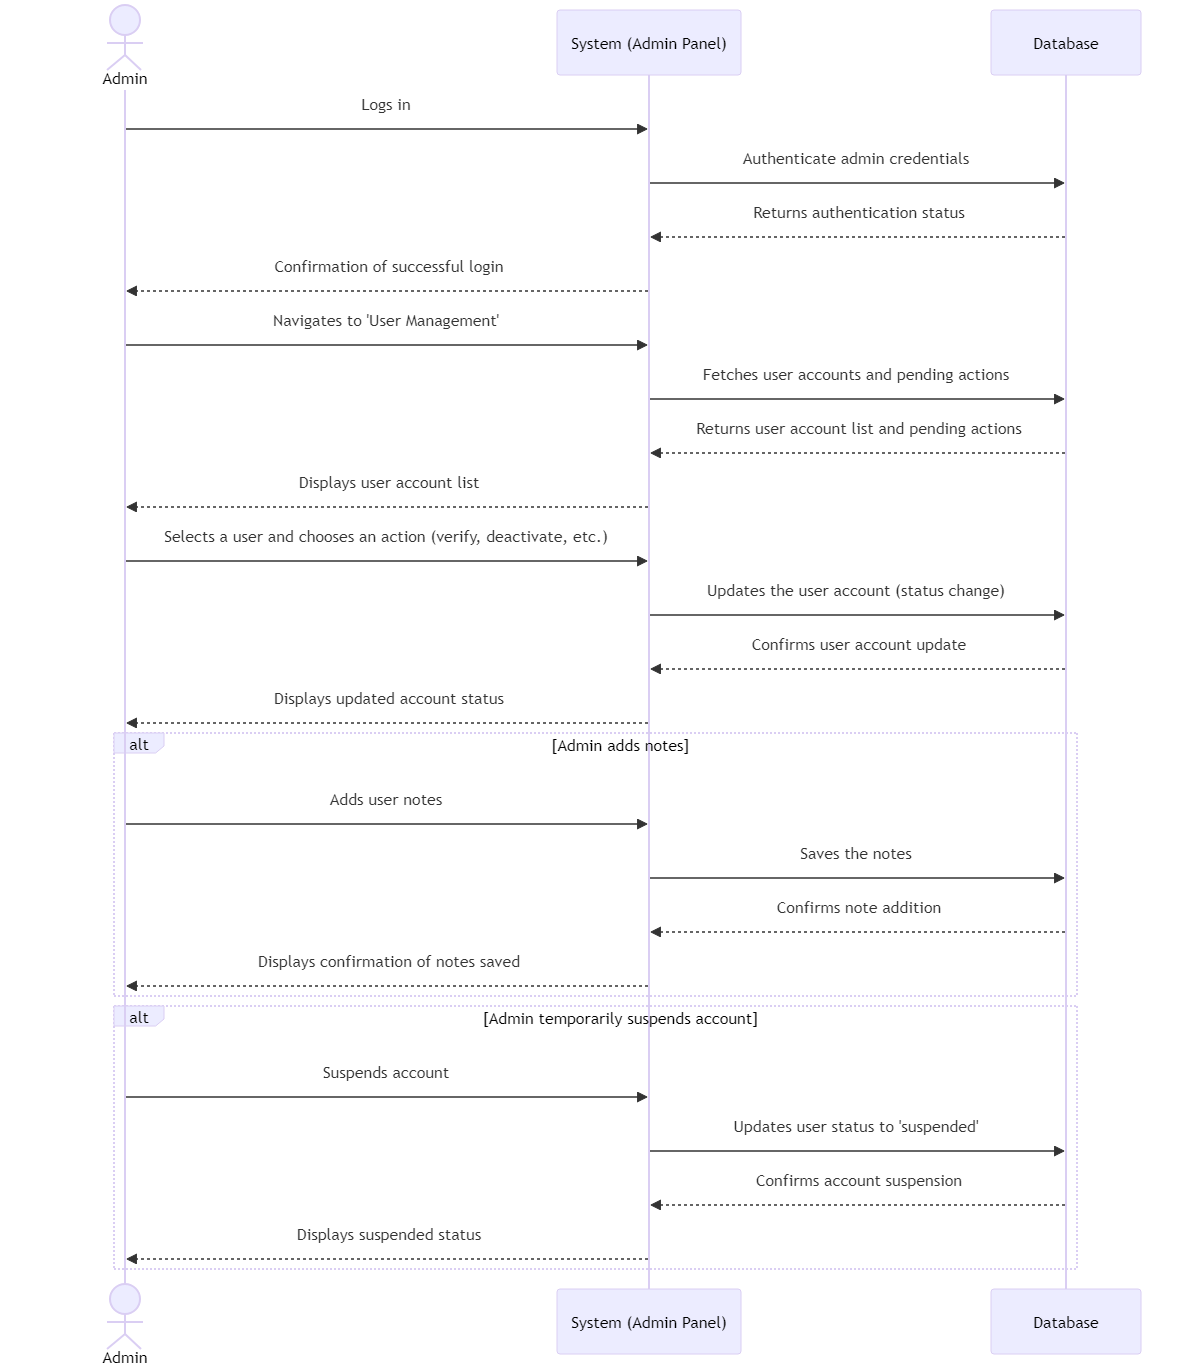 Admin
System (Admin Panel)
Database
Logs in
Authenticate admin credentials
Returns authentication status
Confirmation of successful login
Navigates to 'User Management'
Fetches user accounts and pending actions
Returns user account list and pending actions
Displays user account list
Selects a user and chooses an action (verify, deactivate, etc.)
Updates the user account (status change)
Confirms user account update
Displays updated account status
alt
[Admin adds notes]
Adds user notes
Saves the notes
Confirms note addition
Displays confirmation of notes saved
alt
[Admin temporarily suspends account]
Suspends account
Updates user status to 'suspended'
Confirms account suspension
Displays suspended status
Admin
System (Admin Panel)
Database